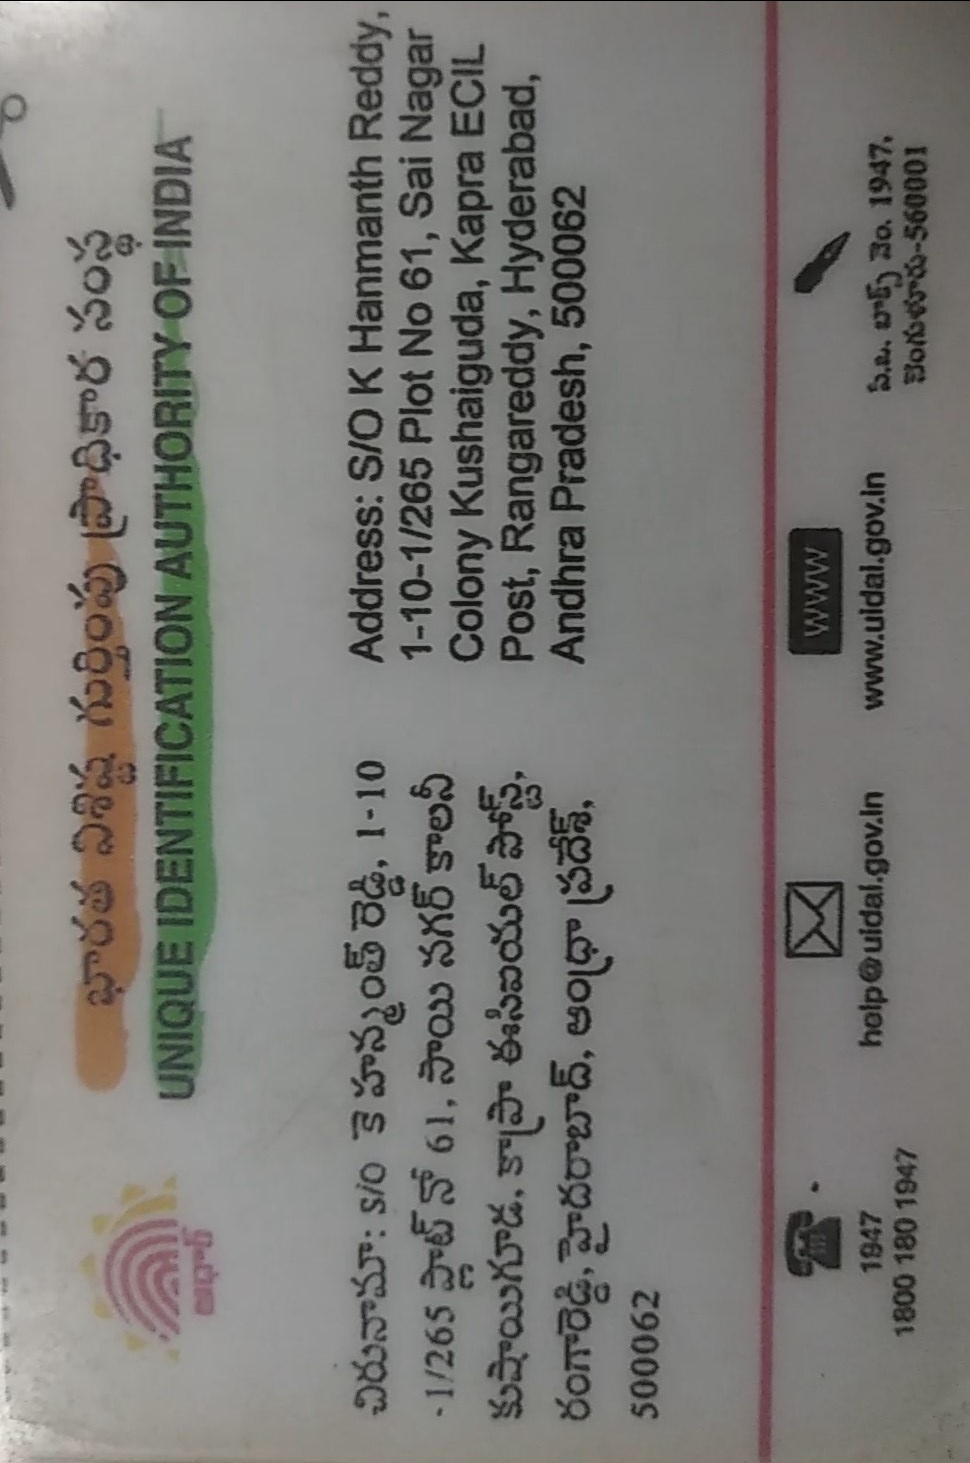 భారత విశిష్ట గుర్తింపు ప్రాధికార సంస్థ
UNIQUE IDENTIFICATION AUTHORITY OF INDIA
ఆధార్
చిరునామా: S/O కె హన్మంత్ రెడ్డి, 1-10
-1/265 ప్లాట్ నో 61, సాయి నగర్ కాలనీ
కుషాయిగూడ, కాప్రా ఈసిఐయల్ పోస్ట్,
రంగారెడ్డి, హైదరాబాద్, ఆంధ్రా ప్రదేశ్,
500062
Address: S/O K Hanmanth Reddy,
1-10-1/265 Plot No 61, Sai Nagar
Colony Kushaiguda, Kapra ECIL
Post, Rangareddy, Hyderabad,
Andhra Pradesh, 500062
1947
1800 180 1947
help@uidai.gov.in
WWW
www.uidai.gov.in
పి.బి. బాక్స్ నెం. 1947,
బెంగుళూరు-560001